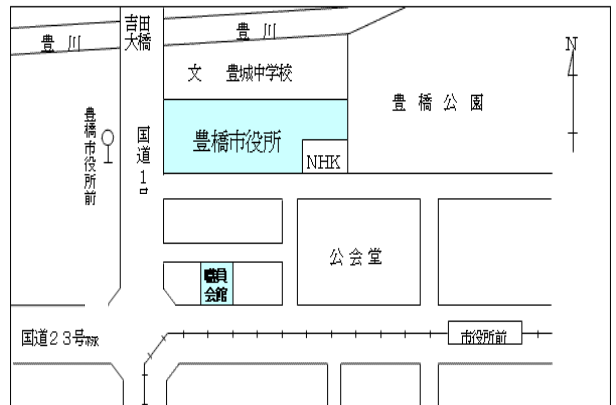 吉田
大橋
豊 川
豊 川
N
文 豊城中学校
豊 橋 公 園
豊橋市役所前
国道1号
豊橋市役所
NHK
公 会 堂
職員
会館
国道23号
市役所前